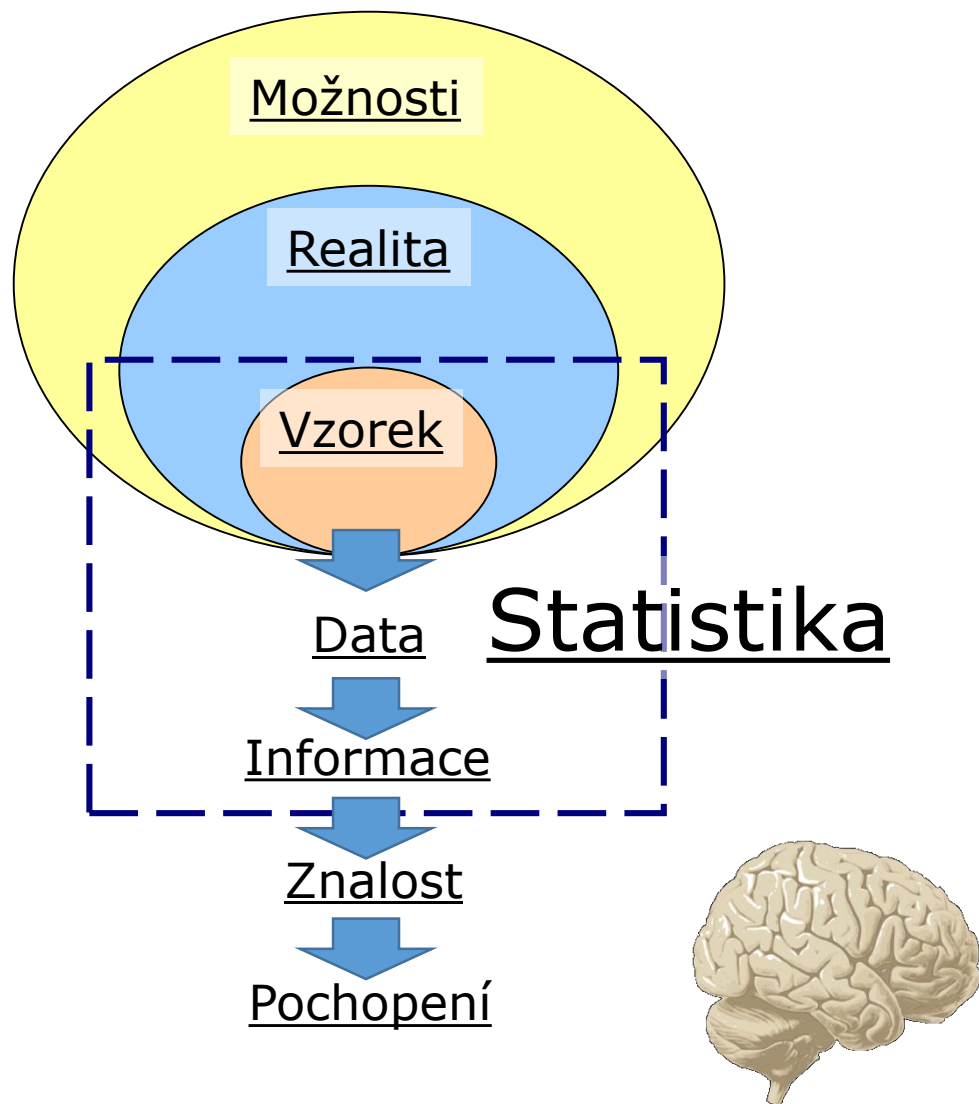 Možnosti
Realita
Vzorek
Data
Statistika
Informace
Znalost
Pochopení